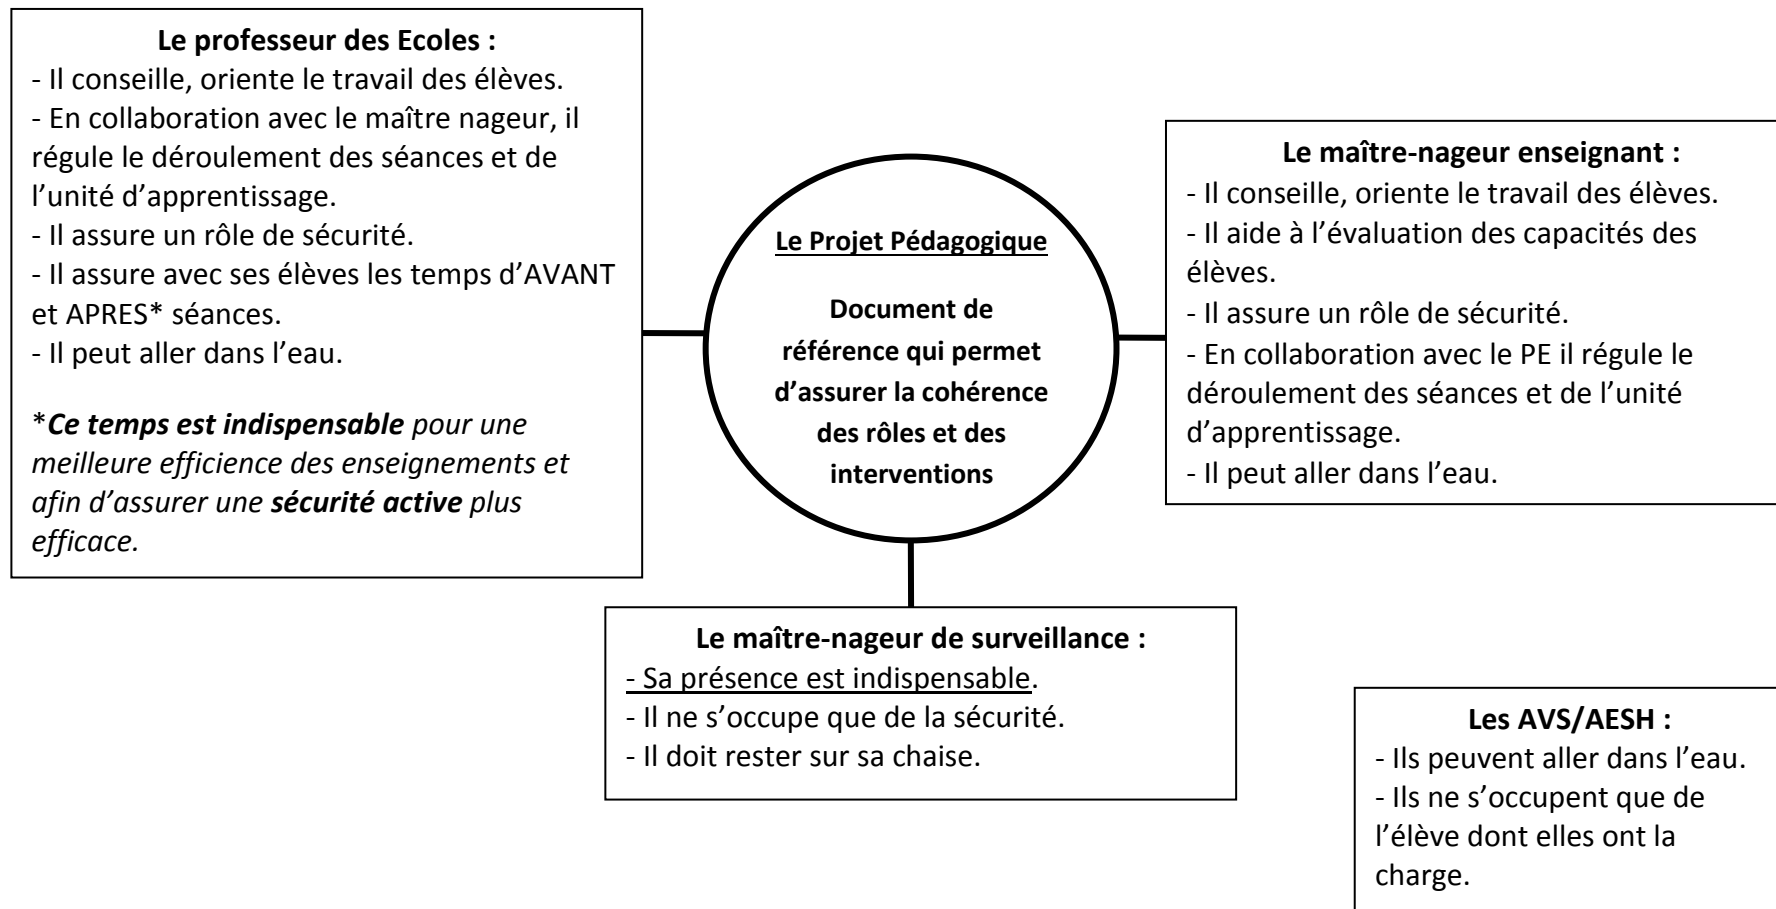 Le professeur des Ecoles :
- Il conseille, oriente le travail des élèves.
- En collaboration avec le maître nageur, il
régule le déroulement des séances et de
l’unité d’apprentissage.
- Il assure un rôle de sécurité.
- Il assure avec ses élèves les temps d’AVANT
et APRES* séances.
- Il peut aller dans l’eau.
*Ce temps est indispensable pour une
meilleure efficience des enseignements et
afin d’assurer une sécurité active plus
efficace.
Le Projet Pédagogique
Document de
référence qui permet
d’assurer la cohérence
des rôles et des
interventions
Le maître-nageur enseignant :
- Il conseille, oriente le travail des élèves.
- Il aide à l’évaluation des capacités des
élèves.
- Il assure un rôle de sécurité.
- En collaboration avec le PE il régule le
déroulement des séances et de l’unité
d’apprentissage.
- Il peut aller dans l’eau.
Le maître-nageur de surveillance :
- Sa présence est indispensable.
- Il ne s’occupe que de la sécurité.
- Il doit rester sur sa chaise.
Les AVS/AESH :
- Ils peuvent aller dans l’eau.
- Ils ne s’occupent que de
l’élève dont elles ont la
charge.